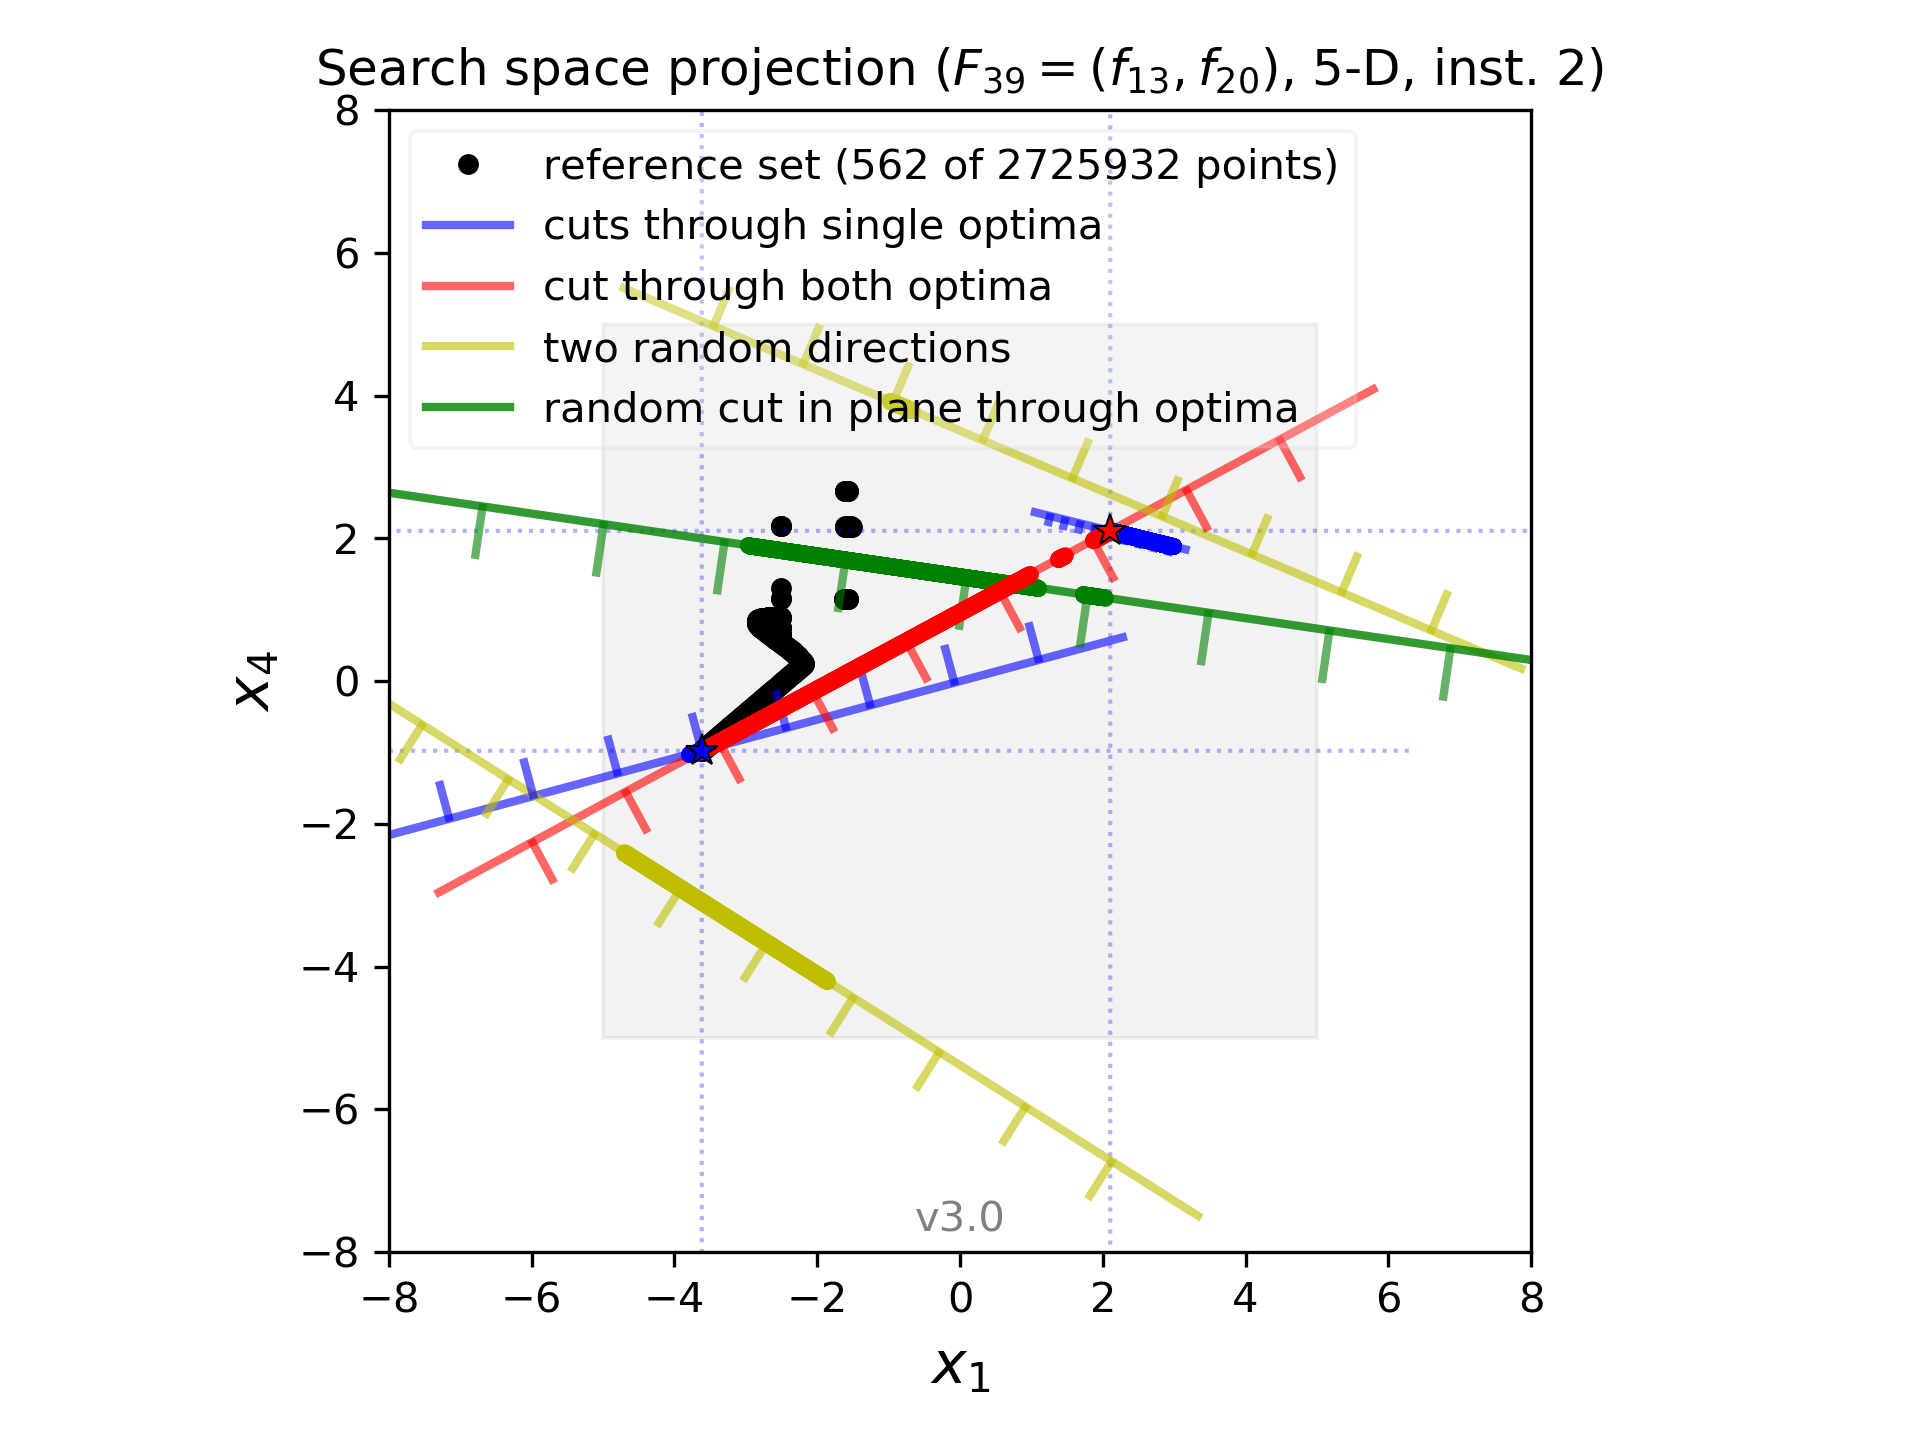 Search space projection (F39 = (f13, f20), 5-D, inst. 2)
8
reference set (562 of 2725932 points)
cuts through single optima
6
cut through both optima
two random directions
4
random cut in plane through optima
2
0
−2
−4
−6
−8
x4
v3.0
−8 −6 −4 −2 0 2 4 6 8
x1